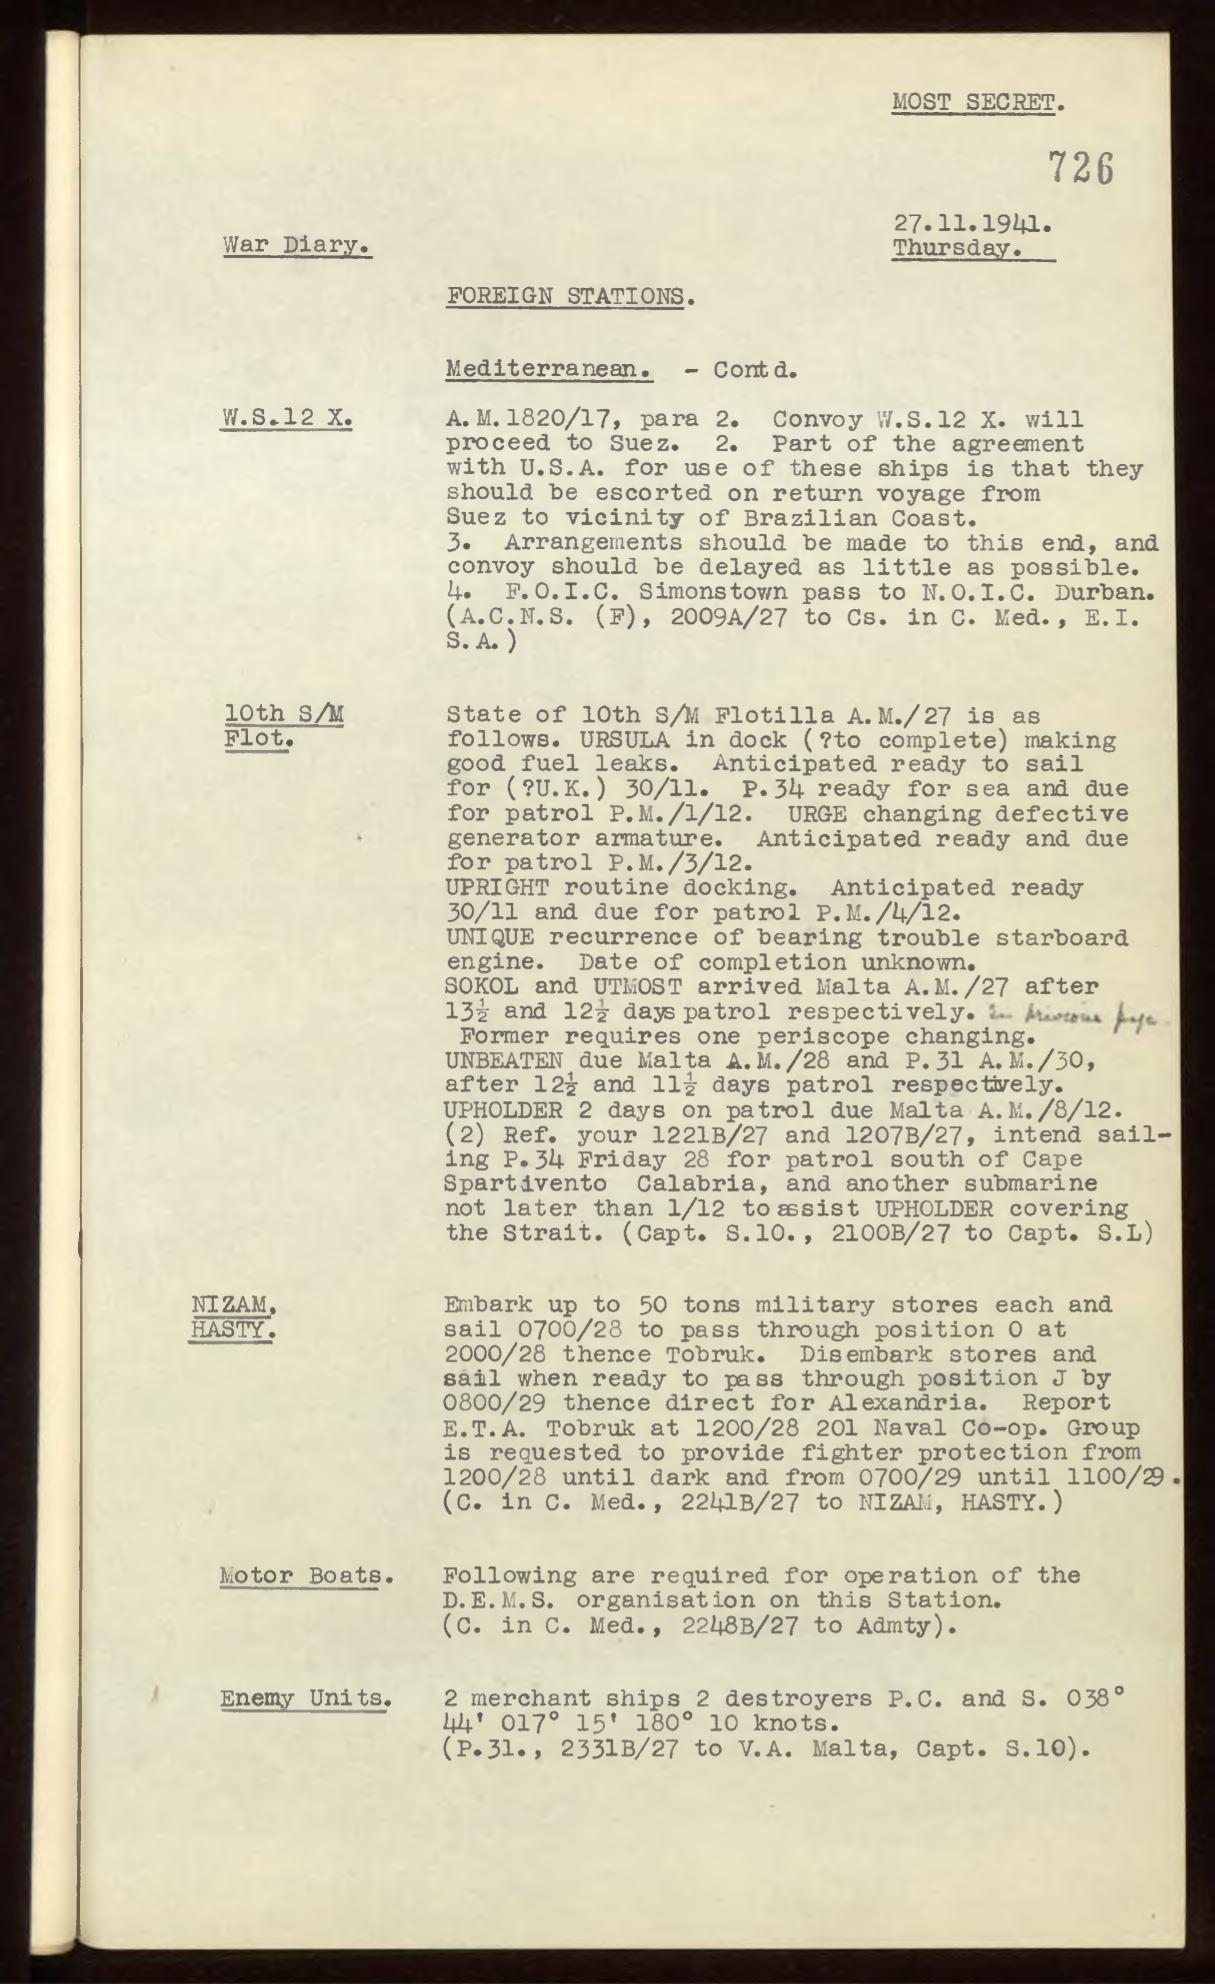 MOST SECRET.
726
27.11.1941.
War Diary.
Thursday.
FOREIGN STATIONS.
Mediterranean. - Contd.
W.S.12 X.
A.M.1820/17, para 2. Convoy W.S.12 X. will
proceed to Suez. 2. Part of the agreement
with U.S.A. for use of these ships is that they
should be escorted on return voyage from
Suez to vicinity of Brazilian Coast.
3. Arrangements should be made to this end, and
convoy should be delayed as little as possible.
4. F.O.I.C. Simonstown pass to N.O.I.C. Durban.
(A.C.N.S. (F), 2009A/27 to Cs. in C. Med., E.I.
S.A.)
10th S/M
Flot.
State of 10th S/M Flotilla A.M./27 is as
follows. URSULA in dock (?to complete) making
good fuel leaks. Anticipated ready to sail
for (?U.K.) 30/11. P.34 ready for sea and due
for patrol P.M./1/12. URGE changing defective
generator armature. Anticipated ready and due
for patrol P.M./3/12.
UPRIGHT routine docking. Anticipated ready
30/11 and due for patrol P.M./4/12.
UNIQUE recurrence of bearing trouble starboard
engine. Date of completion unknown.
SOKOL and UTMOST arrived Malta A.M./27 after
13½ and 12½ days patrol respectively. previous page
Former requires one periscope changing.
UNBEATEN due Malta A.M./28 and P.31 A.M./30,
after 12½ and 11½ days patrol respectively.
UPHOLDER 2 days on patrol due Malta A.M./8/12.
(2) Ref. your 1221B/27 and 1207B/27, intend sail-
ing P.34 Friday 28 for patrol south of Cape
Spartivento Calabria, and another submarine
not later than 1/12 to assist UPHOLDER covering
the Strait. (Capt. S.10., 2100B/27 to Capt. S.L)
NIZAM,
HASTY.
Embark up to 50 tons military stores each and
sail 0700/28 to pass through position O at
2000/28 thence Tobruk. Disembark stores and
sail when ready to pass through position J by
0800/29 thence direct for Alexandria. Report
E.T.A. Tobruk at 1200/28 201 Naval Co-op. Group
is requested to provide fighter protection from
1200/28 until dark and from 0700/29 until 1100/29.
(C. in C. Med., 2241B/27 to NIZAM, HASTY.)
Motor Boats.
Following are required for operation of the
D.E.M.S. organisation on this Station.
(C. in C. Med., 2248B/27 to Admty).
Enemy Units.
2 merchant ships 2 destroyers P.C. and S. 038°
44' 017° 15' 180° 10 knots.
(P.31., 2331B/27 to V.A. Malta, Capt. S.10).